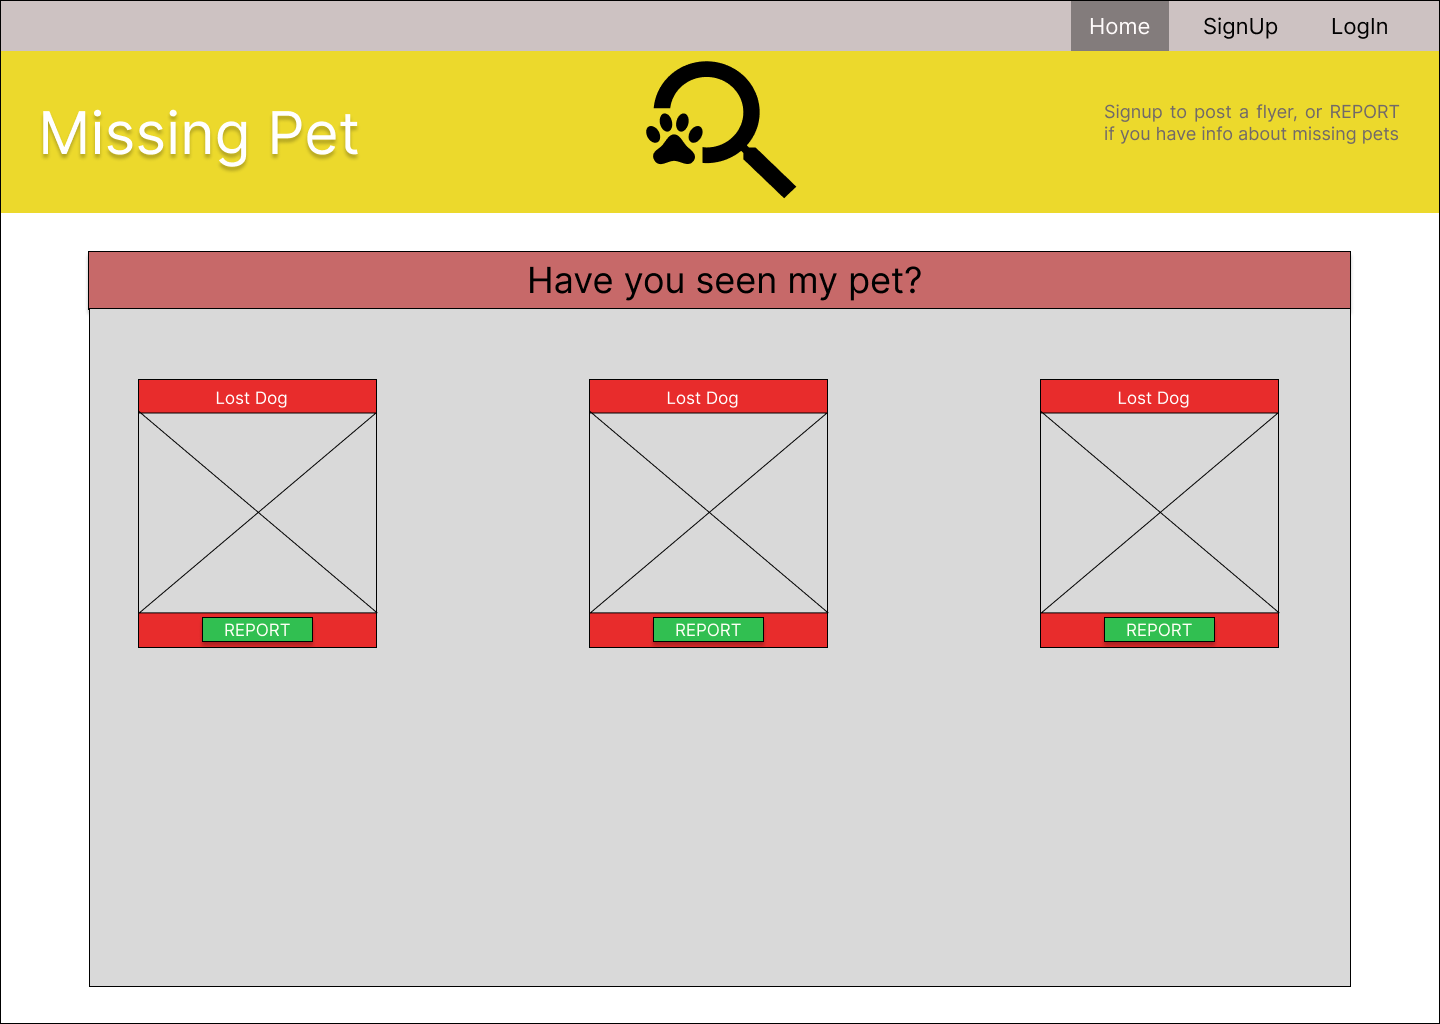 Home SignUp LogIn
Missing Pet
Signup to post a flyer, or REPORT
if you have info about missing pets
Have you seen my pet?
Lost Dog
REPORT
Lost Dog
REPORT
Lost Dog
REPORT